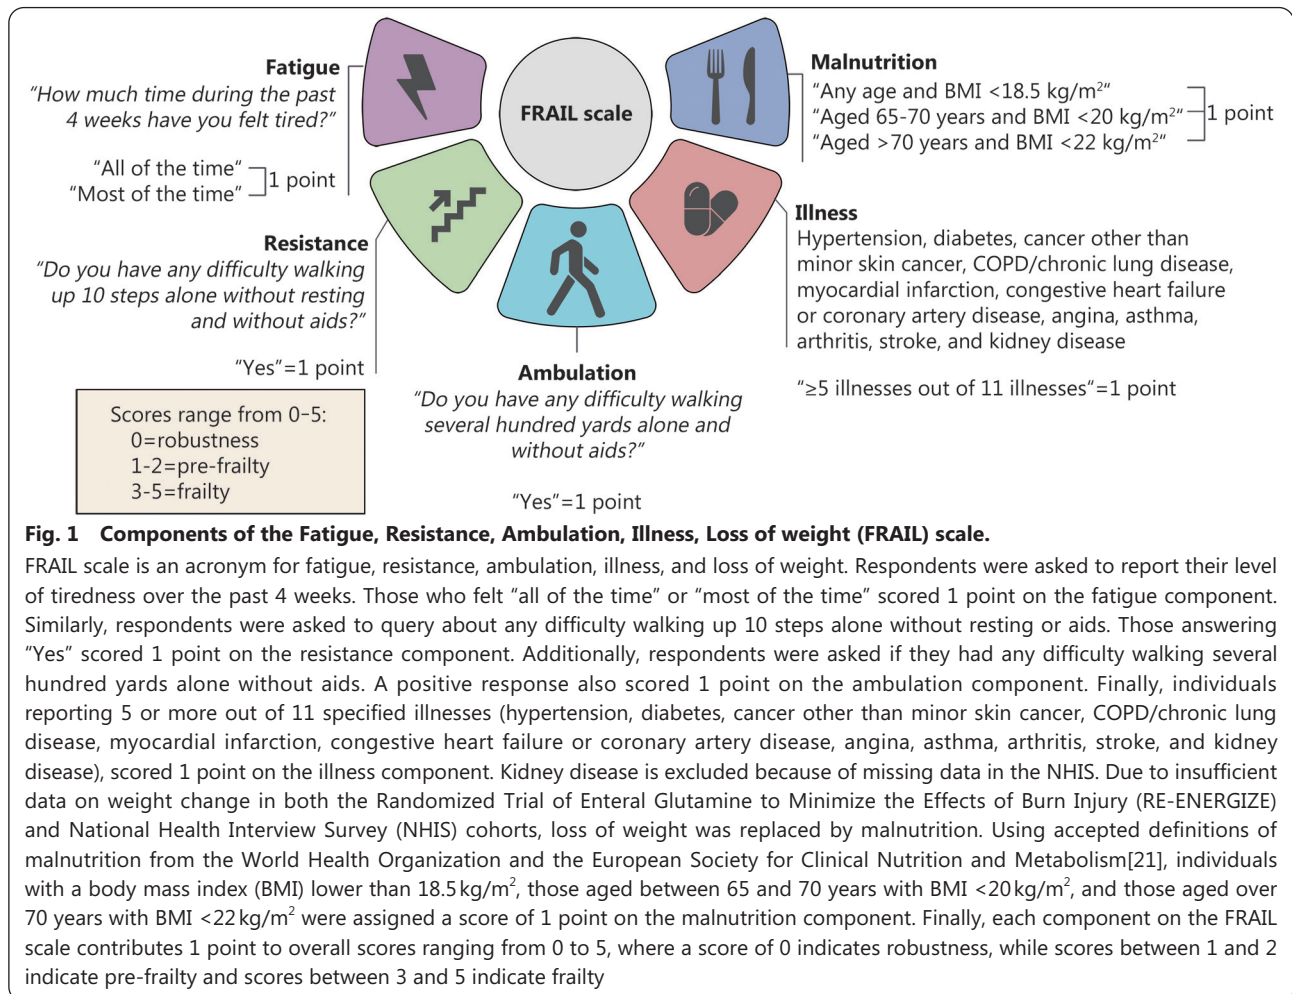 Fatigue
"How much time during the past
4 weeks have you felt tired?"
"All of the time"
"Most of the time"
1 point
Resistance
"Do you have any difficulty walking
up 10 steps alone without resting
and without aids?"
"Yes"=1 point
Scores range from 0–5:
0=robustness
1-2=pre-frailty
3-5=frailty
FRAIL scale
Ambulation
"Do you have any difficulty walking
several hundred yards alone and
without aids?"
"Yes"=1 point
Malnutrition
"Any age and BMI <18.5 kg/m²"
"Aged 65-70 years and BMI <20 kg/m²"
"Aged >70 years and BMI <22 kg/m²"
1 point
Illness
Hypertension, diabetes, cancer other than
minor skin cancer, COPD/chronic lung disease,
myocardial infarction, congestive heart failure
or coronary artery disease, angina, asthma,
arthritis, stroke, and kidney disease
"≥5 illnesses out of 11 illnesses"=1 point
Fig. 1 Components of the Fatigue, Resistance, Ambulation, Illness, Loss of weight (FRAIL) scale.
FRAIL scale is an acronym for fatigue, resistance, ambulation, illness, and loss of weight. Respondents were asked to report their level
of tiredness over the past 4 weeks. Those who felt "all of the time" or "most of the time" scored 1 point on the fatigue component.
Similarly, respondents were asked to query about any difficulty walking up 10 steps alone without resting or aids. Those answering
"Yes" scored 1 point on the resistance component. Additionally, respondents were asked if they had any difficulty walking several
hundred yards alone without aids. A positive response also scored 1 point on the ambulation component. Finally, individuals
reporting 5 or more out of 11 specified illnesses (hypertension, diabetes, cancer other than minor skin cancer, COPD/chronic lung
disease, myocardial infarction, congestive heart failure or coronary artery disease, angina, asthma, arthritis, stroke, and kidney
disease), scored 1 point on the illness component. Kidney disease is excluded because of missing data in the NHIS. Due to insufficient
data on weight change in both the Randomized Trial of Enteral Glutamine to Minimize the Effects of Burn Injury (RE-ENERGIZE)
and National Health Interview Survey (NHIS) cohorts, loss of weight was replaced by malnutrition. Using accepted definitions of
malnutrition from the World Health Organization and the European Society for Clinical Nutrition and Metabolism[21], individuals
with a body mass index (BMI) lower than 18.5 kg/m², those aged between 65 and 70 years with BMI <20 kg/m², and those aged over
70 years with BMI <22 kg/m² were assigned a score of 1 point on the malnutrition component. Finally, each component on the FRAIL
scale contributes 1 point to overall scores ranging from 0 to 5, where a score of 0 indicates robustness, while scores between 1 and 2
indicate pre-frailty and scores between 3 and 5 indicate frailty